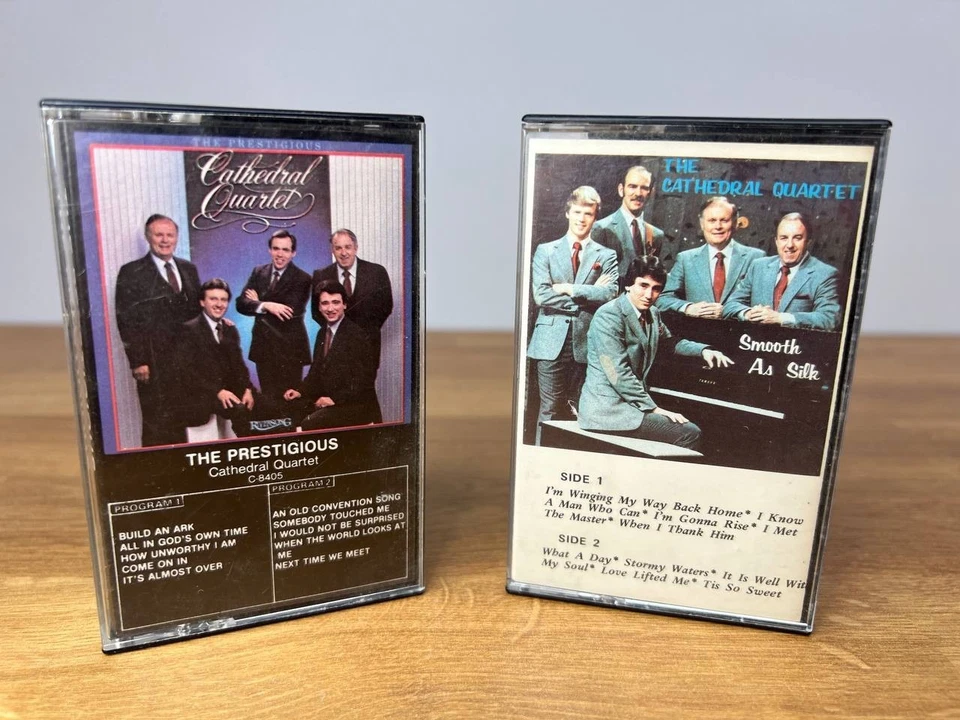 THE PRESTIGIOUS
Cathedral
Quartet
RIVERSONG
THE PRESTIGIOUS
Cathedral Quartet
C-8405
PROGRAM 1
BUILD AN ARK
ALL IN GOD'S OWN TIME
HOW UNWORTHY I AM
COME ON IN
IT'S ALMOST OVER
PROGRAM 2
AN OLD CONVENTION SONG
SOMEBODY TOUCHED ME
I WOULD NOT BE SURPRISED
WHEN THE WORLD LOOKS AT
ME
NEXT TIME WE MEET
THE
CATHEDRAL QUARTET
Smooth
As Silk
YAMAHA
SIDE 1
I'm Winging My Way Back Home* I Know
A Man Who Can* I'm Gonna Rise* I Met
The Master* When I Thank Him
SIDE 2
What A Day* Stormy Waters* It Is Well Wit
My Soul* Love Lifted Me* Tis So Sweet